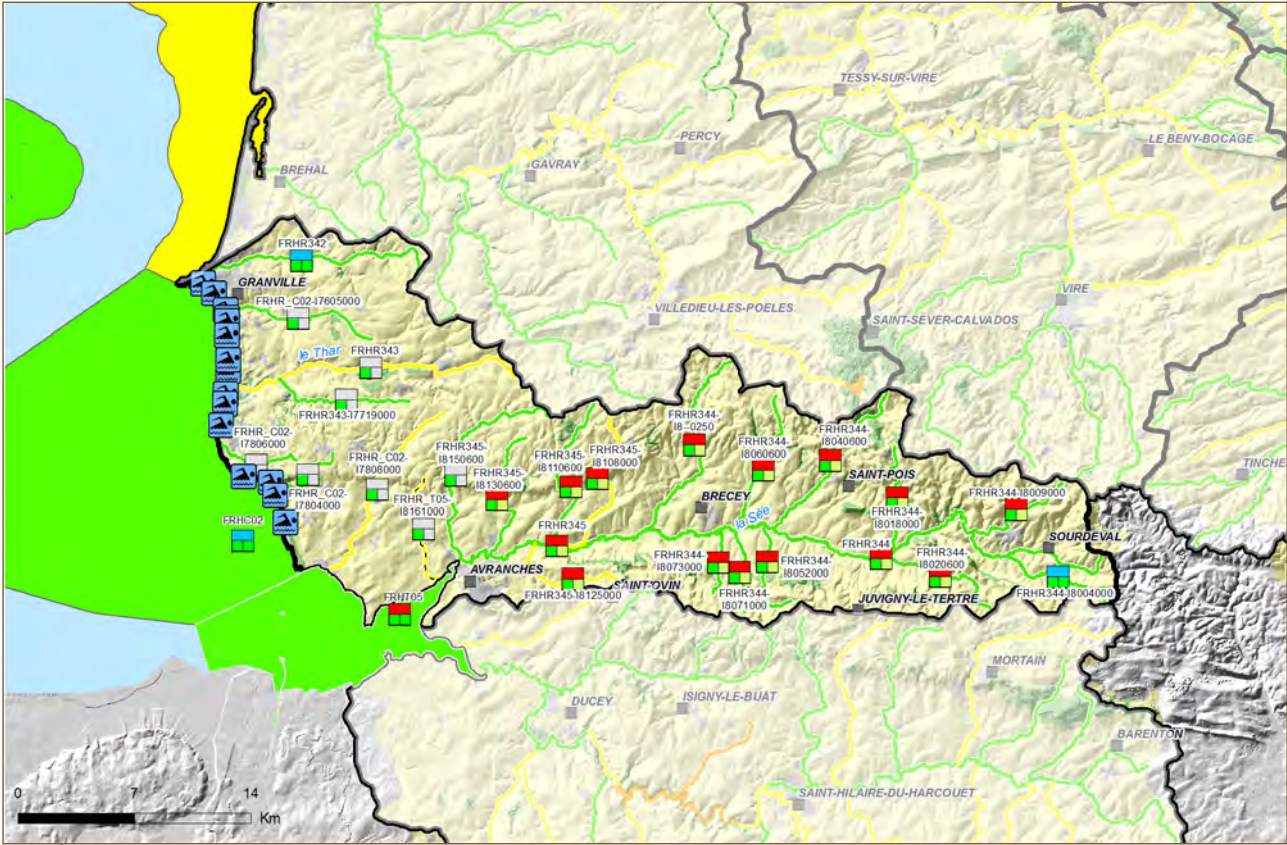 TESSY-SUR-VIRE
LE BENY-BOCAGE
PERCY
GAVRAY
BREHAL
FRHR342
GRANVILLE
FRHR_C02-I7605000
VILLEDIEU-LES-POELES
VIRE
SAINT-SEVER-CALVADOS
le Thar
FRHR343
FRHR343-I7719000
FRHR_C02-
I7806000
FRHR_C02-
I7808000
FRHR345-
I8150600
FRHR345-
I8130600
FRHR345-
I8110600
FRHR345-
I8108000
FRHR344-
I8_0250
FRHR344-
I8060600
FRHR344-
I8040600
SAINT-POIS
TINCHE
FRHR_C02-
I7804000
FRHR_T05-
I8161000
BRECEY
la Sée
FRHR344-
I8018000
FRHR344-I8009000
FRHC02
FRHR345
SOURDEVAL
AVRANCHES
FRHR345-I8125000
SAINT'OVIN
FRHR344-
I8073000
FRHR344-
I8071000
FRHR344-
I8052000
FRHR344
FRHR344-
I8020600
FRHR344-I8004000
FRHT05
JUVIGNY-LE-TERTRE
MORTAIN
DUCEY
ISIGNY-LE-BUAT
BARENTON
SAINT-HILAIRE-DU-HARCOUET
0 7 14
Km